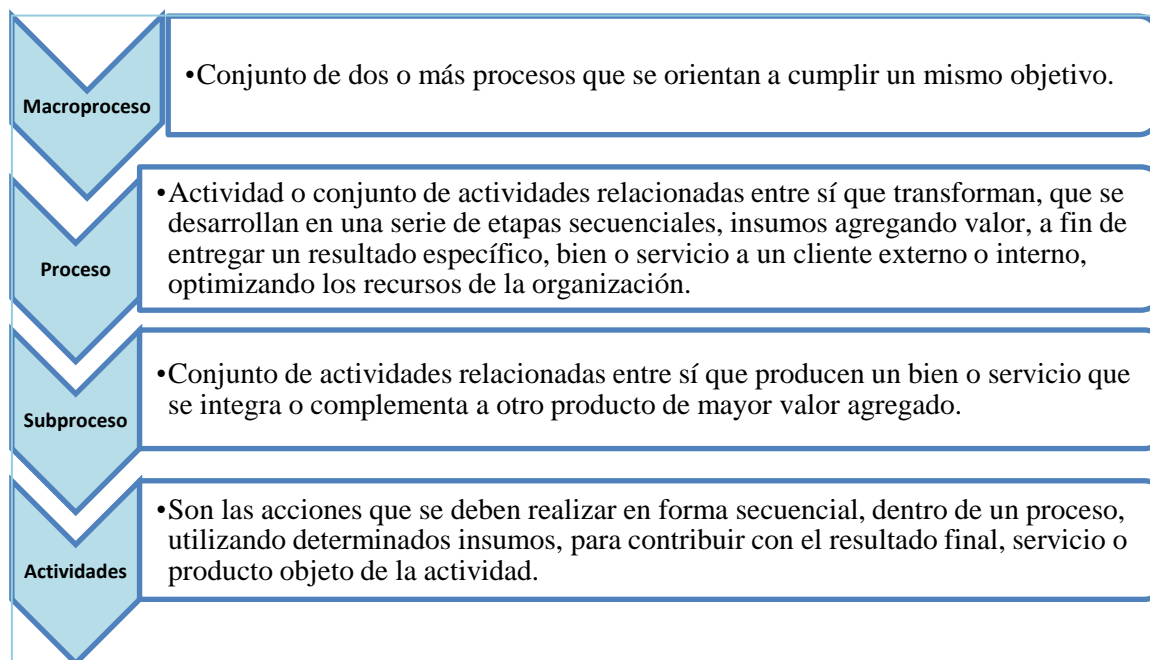 Macroproceso
•Conjunto de dos o más procesos que se orientan a cumplir un mismo objetivo.
Proceso
•Actividad o conjunto de actividades relacionadas entre sí que transforman, que se
desarrollan en una serie de etapas secuenciales, insumos agregando valor, a fin de
entregar un resultado específico, bien o servicio a un cliente externo o interno,
optimizando los recursos de la organización.
Subproceso
•Conjunto de actividades relacionadas entre sí que producen un bien o servicio que
se integra o complementa a otro producto de mayor valor agregado.
Actividades
•Son las acciones que se deben realizar en forma secuencial, dentro de un proceso,
utilizando determinados insumos, para contribuir con el resultado final, servicio o
producto objeto de la actividad.